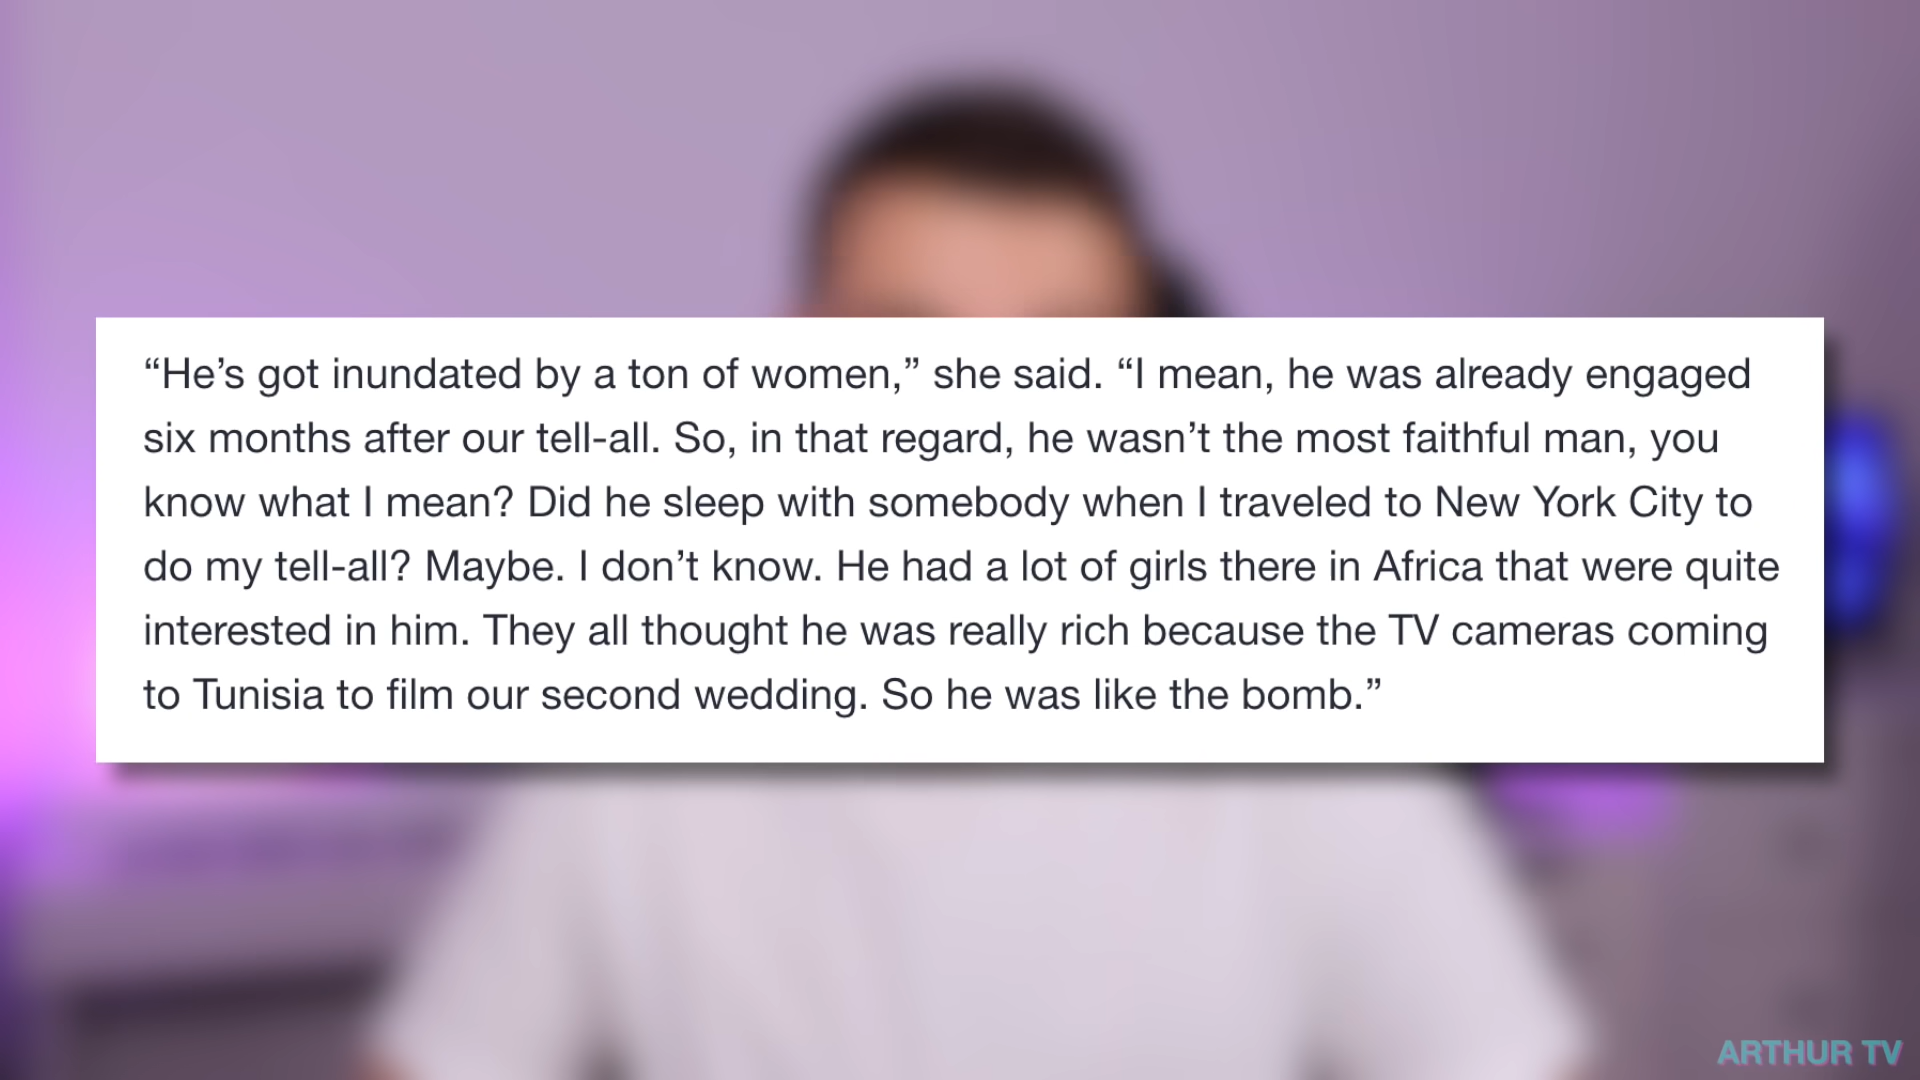 “He’s got inundated by a ton of women,” she said. “I mean, he was already engaged
six months after our tell-all. So, in that regard, he wasn’t the most faithful man, you
know what I mean? Did he sleep with somebody when I traveled to New York City to
do my tell-all? Maybe. I don’t know. He had a lot of girls there in Africa that were quite
interested in him. They all thought he was really rich because the TV cameras coming
to Tunisia to film our second wedding. So he was like the bomb.”
ARTHUR TV